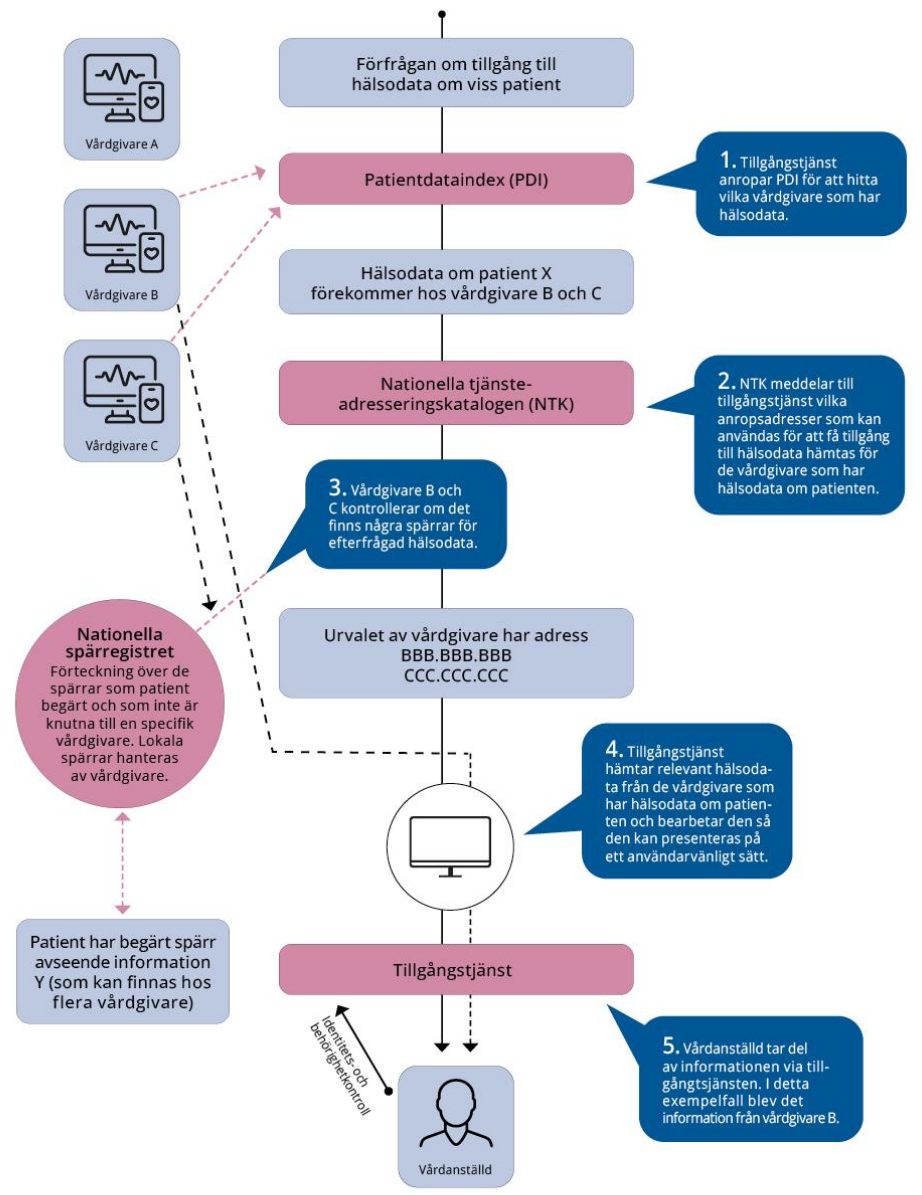 Förfrågan om tillgång till
hälsodata om viss patient
Vårdgivare A
Patientdataindex (PDI)
1. Tillgångstjänst
anropar PDI för att hitta
vilka vårdgivare som har
hälsodata.
Vårdgivare B
Hälsodata om patient X
förekommer hos vårdgivare B och C
Vårdgivare C
Nationella tjänste-
adresseringskatalogen (NTK)
2. NTK meddelar till
tillgångstjänst vilka
anropsadresser som kan
användas för att få tillgång
till hälsodata hämtas för
de vårdgivare som har
hälsodata om patienten.
3. Vårdgivare B och
C kontrollerar om det
finns några spärrar för
efterfrågad hälsodata.
Nationella
spärregistret
Förteckning över de
spärrar som patient
begärt och som inte är
knutna till en specifik
vårdgivare. Lokala
spärrar hanteras
av vårdgivare.
Urvalet av vårdgivare har adress
BBB.BBB.BBB
CCC.CCC.CCC
4. Tillgångstjänst
hämtar relevant hälsoda-
ta från de vårdgivare som
har hälsodata om patien-
ten och bearbetar den så
den kan presenteras på
ett användarvänligt sätt.
Patient har begärt spärr
avseende information
Y (som kan finnas hos
flera vårdgivare)
Tillgångstjänst
Identitets- och
behörighetkontroll
5. Vårdanställd tar del
av informationen via till-
gångtsjänsten. I detta
exempelfall blev det
information från vårdgivare B.
Vårdanställd